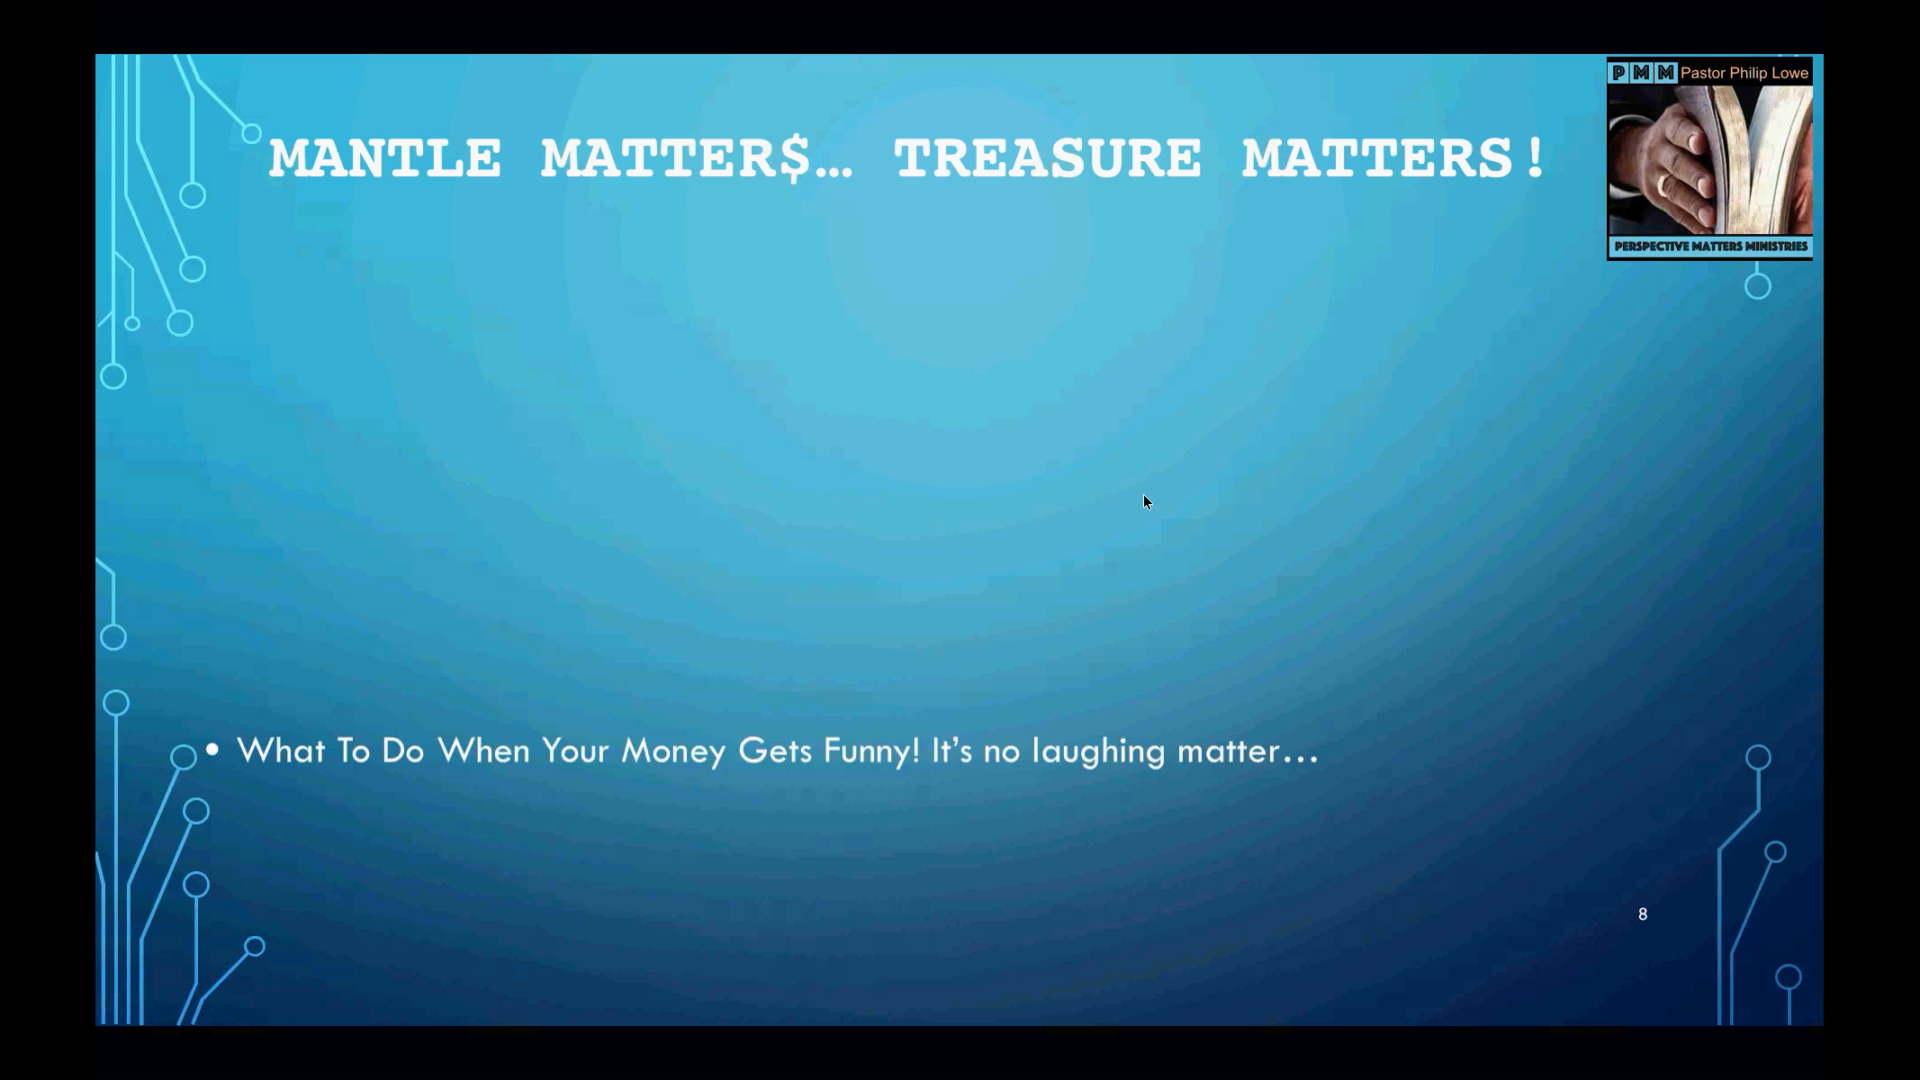 PMM Pastor Philip Lowe
MANTLE MATTER$... TREASURE MATTERS!
PERSPECTIVE MATTERS MINISTRIES
• What To Do When Your Money Gets Funny! It’s no laughing matter...
8